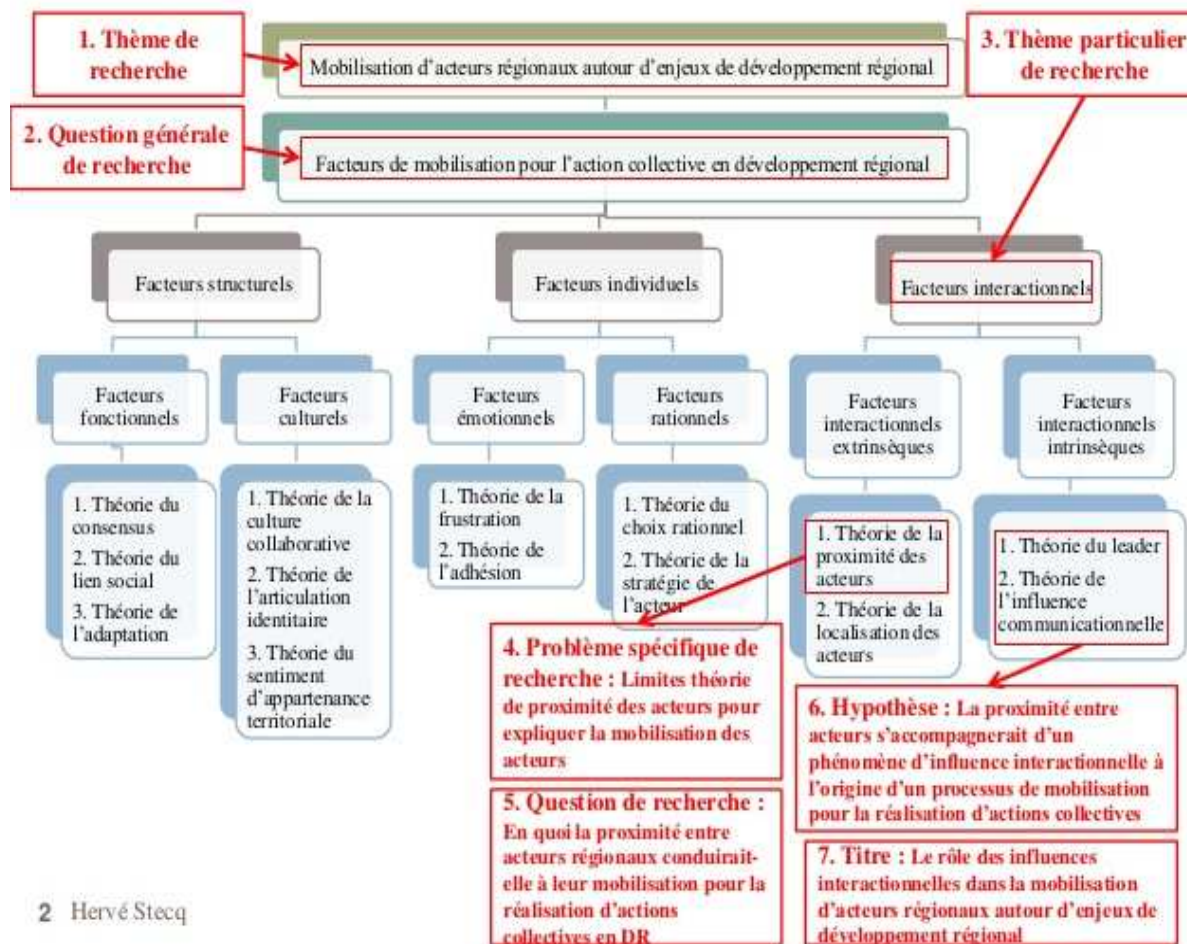 1. Thème de
recherche
Mobilisation d'acteurs régionaux autour d'enjeux de développement régional
3. Thème particulier
de recherche
2. Question générale
de recherche
Facteurs de mobilisation pour l'action collective en développement régional
Facteurs structurels
Facteurs individuels
Facteurs interactionnels
Facteurs
fonctionnels
Facteurs
culturels
Facteurs
émotionnels
Facteurs
rationnels
Facteurs
interactionnels
extrinsèques
Facteurs
interactionnels
intrinsèques
1. Théorie du
consensus
2. Théorie du
lien social
3. Théorie de
l'adaptation
1. Théorie de la
culture
collaborative
2. Théorie de
l'articulation
identitaire
3. Théorie du
sentiment
d'appartenance
territoriale
1. Théorie de la
frustration
2. Théorie de
l'adhésion
1. Théorie du
choix rationnel
2. Théorie de la
stratégie de
l'acteur
1. Théorie de la
proximité des
acteurs
2. Théorie de la
localisation des
acteurs
1. Théorie du leader
2. Théorie de
l'influence
communicationnelle
4. Problème spécifique de
recherche : Limites théorie
de proximité des acteurs pour
expliquer la mobilisation des
acteurs
5. Question de recherche :
En quoi la proximité entre
acteurs régionaux conduirait-
elle à leur mobilisation pour la
réalisation d'actions
collectives en DR
6. Hypothèse : La proximité entre
acteurs s'accompagnerait d'un
phénomène d'influence interactionnelle à
l'origine d'un processus de mobilisation
pour la réalisation d'actions collectives
7. Titre : Le rôle des influences
interactionnelles dans la mobilisation
d'acteurs régionaux autour d'enjeux de
développement régional
2 Hervé Stecq